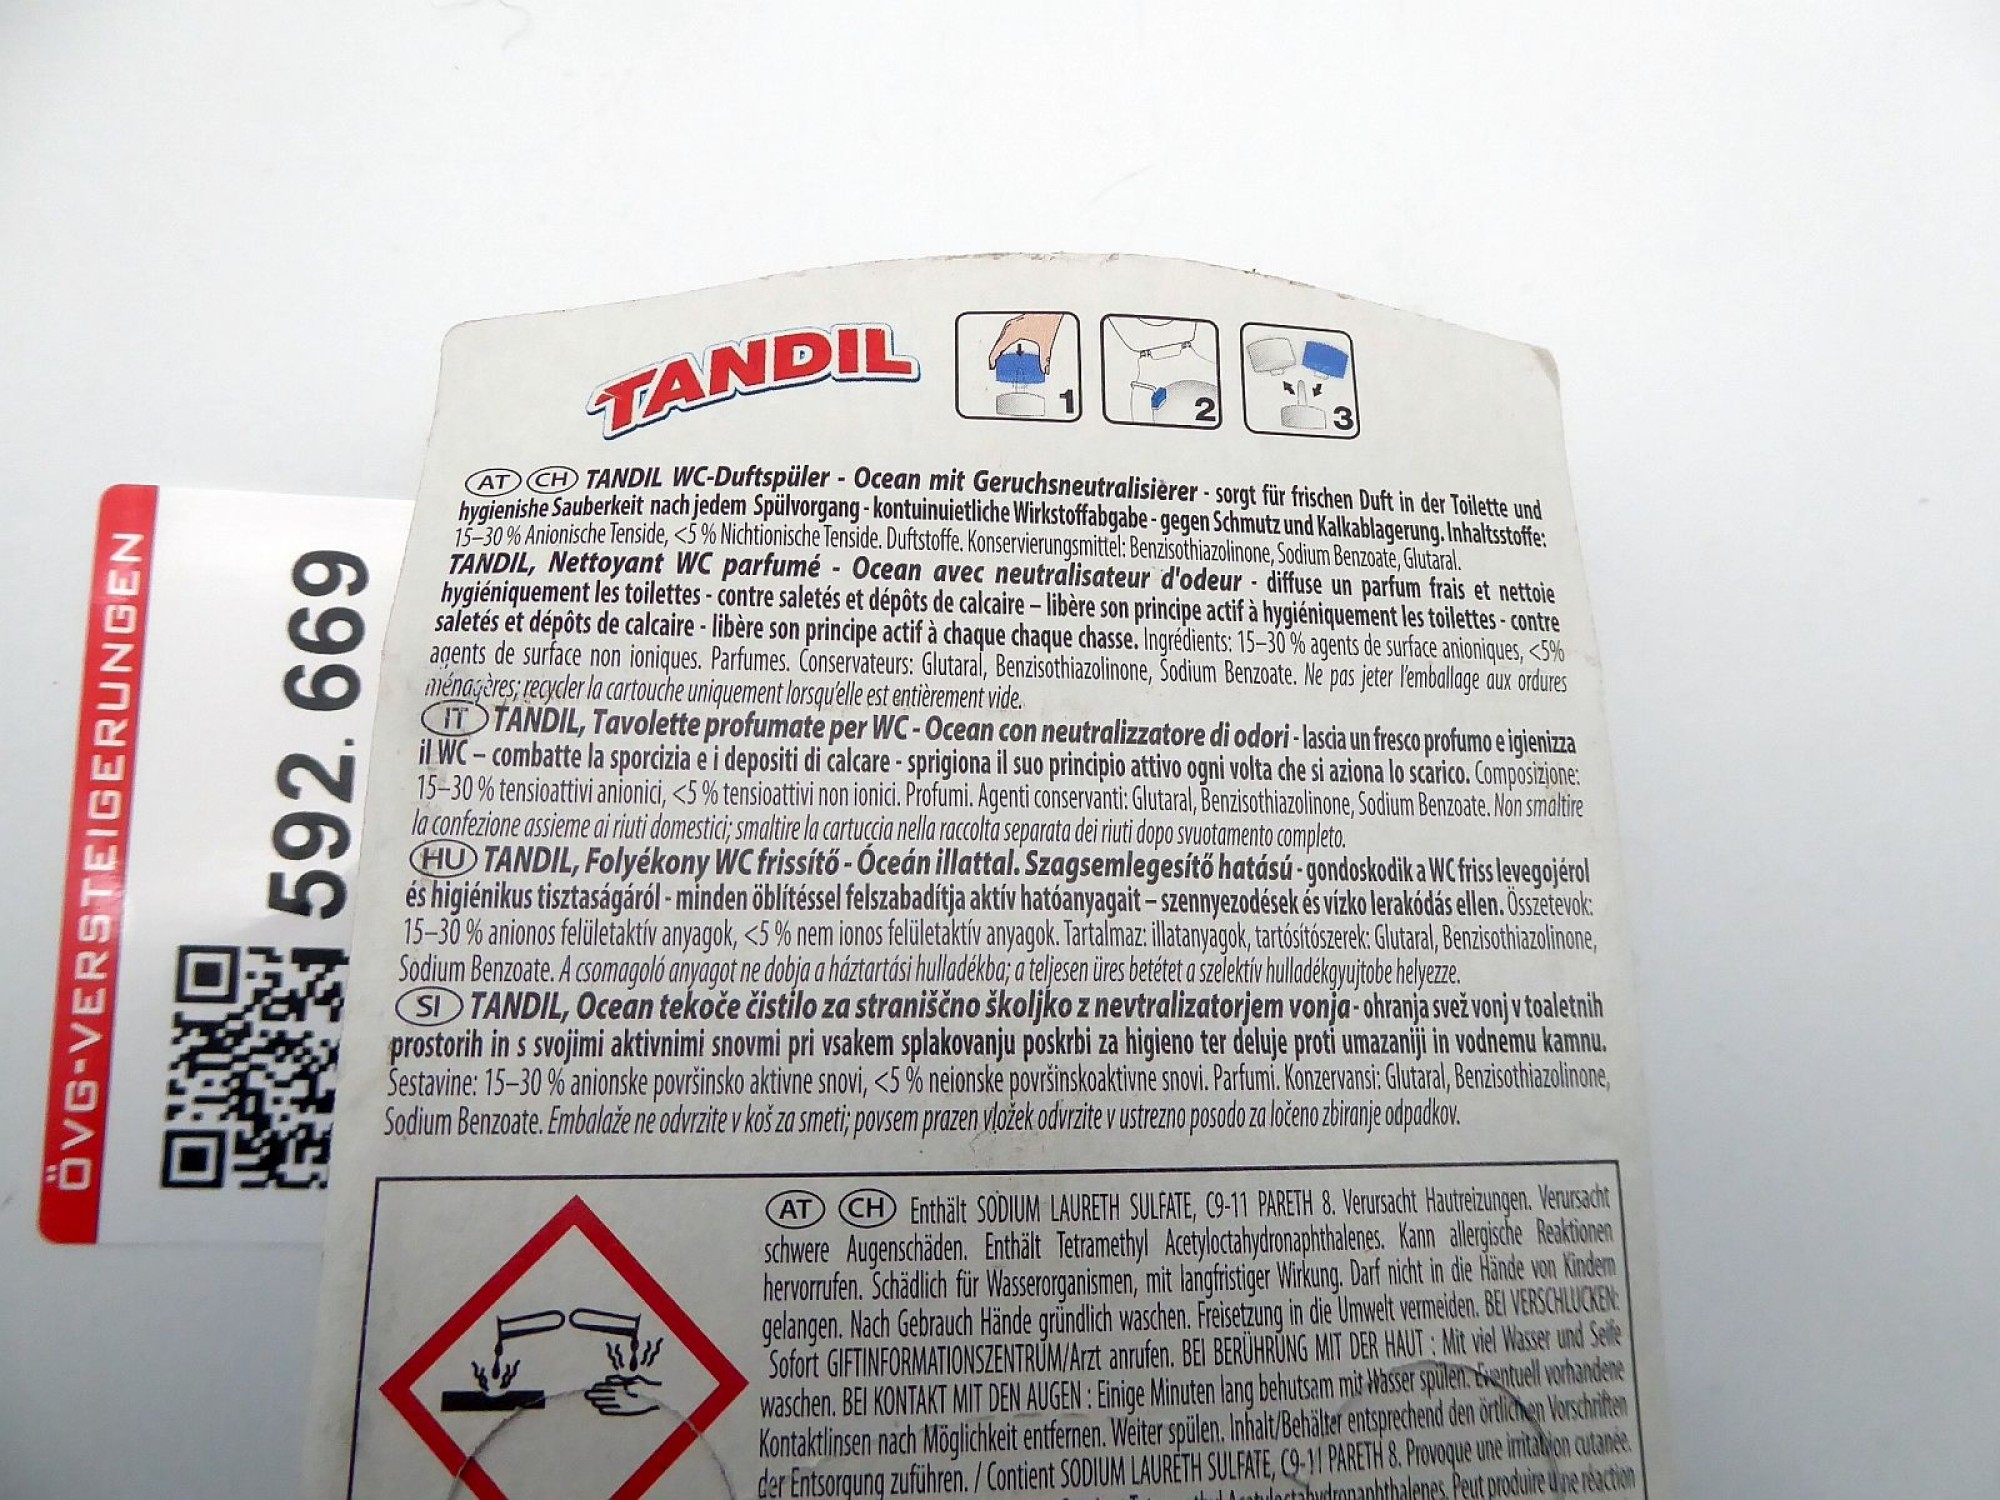 ÖVG-VERSTEIGERUNGEN
592.669
TANDIL
1
2
3
AT CH TANDIL WC-Duftspüler - Ocean mit Geruchsneutralisierer - sorgt für frischen Duft in der Toilette und
hygienishe Sauberkeit nach jedem Spülvorgang - kontuinuietliche Wirkstoffabgabe - gegen Schmutz und Kalkablagerung. Inhaltsstoffe:
15–30 % Anionische Tenside, <5 % Nichtionische Tenside. Duftstoffe. Konservierungsmittel: Benzisothiazolinone, Sodium Benzoate, Glutaral.
TANDIL, Nettoyant WC parfumé - Ocean avec neutralisateur d'odeur - diffuse un parfum frais et nettoie
hygiéniquement les toilettes - contre saletés et dépôts de calcaire – libère son principe actif à hygiéniquement les toilettes - contre
saletés et dépôts de calcaire - libère son principe actif à chaque chaque chasse. Ingrédients: 15–30 % agents de surface anioniques, <5%
agents de surface non ioniques. Parfumes. Conservateurs: Glutaral, Benzisothiazolinone, Sodium Benzoate. Ne pas jeter l'emballage aux ordures
ménagères; recycler la cartouche uniquement lorsqu'elle est entièrement vide.
IT TANDIL, Tavolette profumate per WC - Ocean con neutralizzatore di odori - lascia un fresco profumo e igienizza
il WC – combatte la sporcizia e i depositi di calcare - sprigiona il suo principio attivo ogni volta che si aziona lo scarico. Composizione:
15–30 % tensioattivi anionici, <5 % tensioattivi non ionici. Profumi. Agenti conservanti: Glutaral, Benzisothiazolinone, Sodium Benzoate. Non smaltire
la confezione assieme ai riuti domestici; smaltire la cartuccia nella raccolta separata dei riuti dopo svuotamento completo.
HU TANDIL, Folyékony WC frissítő - Óceán illattal. Szagsemlegesítő hatású - gondoskodik a WC friss levegojérol
és higiénikus tisztaságáról - minden öblítéssel felszabadítja aktív hatóanyagait – szennyezodések és vízko lerakódás ellen. Összetevok:
15–30 % anionos felületaktív anyagok, <5 % nem ionos felületaktív anyagok. Tartalmaz: illatanyagok, tartósítószerek: Glutaral, Benzisothiazolinone,
Sodium Benzoate. A csomagoló anyagot ne dobja a háztartási hulladékba; a teljesen üres betétet a szelektív hulladékgyujtobe helyezze.
SI TANDIL, Ocean tekoče čistilo za straniščno školjko z nevtralizatorjem vonja - ohranja svež vonj v toaletnih
prostorih in s svojimi aktivnimi snovmi pri vsakem splakovanju poskrbi za higieno ter deluje proti umazaniji in vodnemu kamnu.
Sestavine: 15–30 % anionske površinsko aktivne snovi, <5 % neionske površinskoaktivne snovi. Parfumi. Konzervansi: Glutaral, Benzisothiazolinone,
Sodium Benzoate. Embalaže ne odvrzite v koš za smeti; povsem prazen vložek odvrzite v ustrezno posodo za ločeno zbiranje odpadkov.
AT CH Enthält SODIUM LAURETH SULFATE, C9-11 PARETH 8. Verursacht Hautreizungen. Verursacht
schwere Augenschäden. Enthält Tetramethyl Acetyloctahydronaphthalenes. Kann allergische Reaktionen
hervorrufen. Schädlich für Wasserorganismen, mit langfristiger Wirkung. Darf nicht in die Hände von Kindern
gelangen. Nach Gebrauch Hände gründlich waschen. Freisetzung in die Umwelt vermeiden. BEI VERSCHLUCKEN:
Sofort GIFTINFORMATIONSZENTRUM/Arzt anrufen. BEI BERÜHRUNG MIT DER HAUT : Mit viel Wasser und Seife
waschen. BEI KONTAKT MIT DEN AUGEN : Einige Minuten lang behutsam mit Wasser spülen. Eventuell vorhandene
Kontaktlinsen nach Möglichkeit entfernen. Weiter spülen. Inhalt/Behälter entsprechend den örtlichen Vorschriften
der Entsorgung zuführen. / Contient SODIUM LAURETH SULFATE, C9-11 PARETH 8. Provoque une irritation cutanée.
Peut produire une réaction